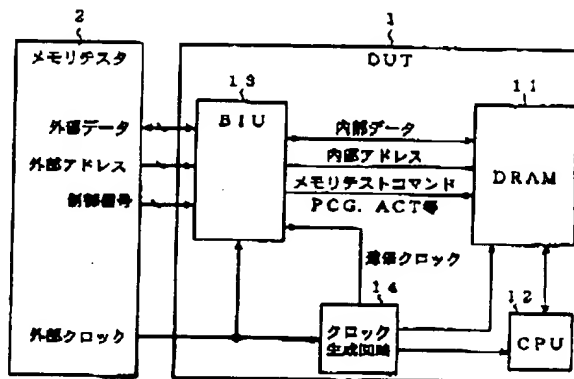 2
メモリテスタ
外部データ
外部アドレス
制御信号
外部クロック
1
DUT
13
BIU
内部データ
内部アドレス
メモリテストコマンド
PCG. ACT等
11
DRAM
逓倍クロック
14
クロック
生成回路
12
CPU